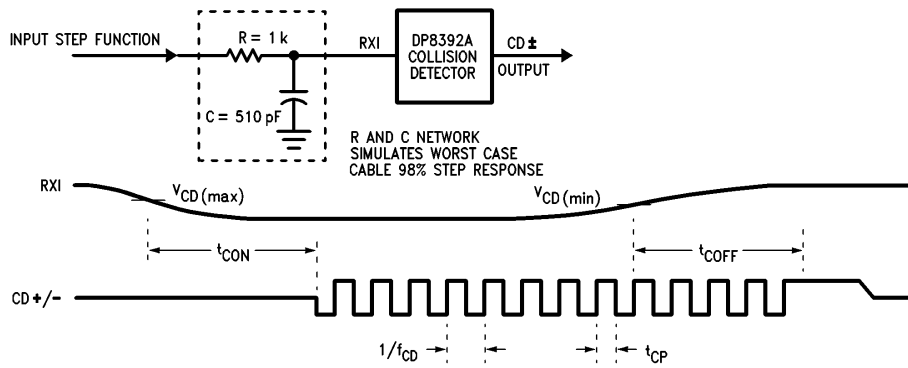 INPUT STEP FUNCTION
R = 1 k
RXI
DP8392A
COLLISION
DETECTOR
CD ±
OUTPUT
C = 510 pF
R AND C NETWORK
SIMULATES WORST CASE
CABLE 98% STEP RESPONSE
RXI
VCD (max)
VCD (min)
tCON
tCOFF
CD +/-
1/fCD
tCP